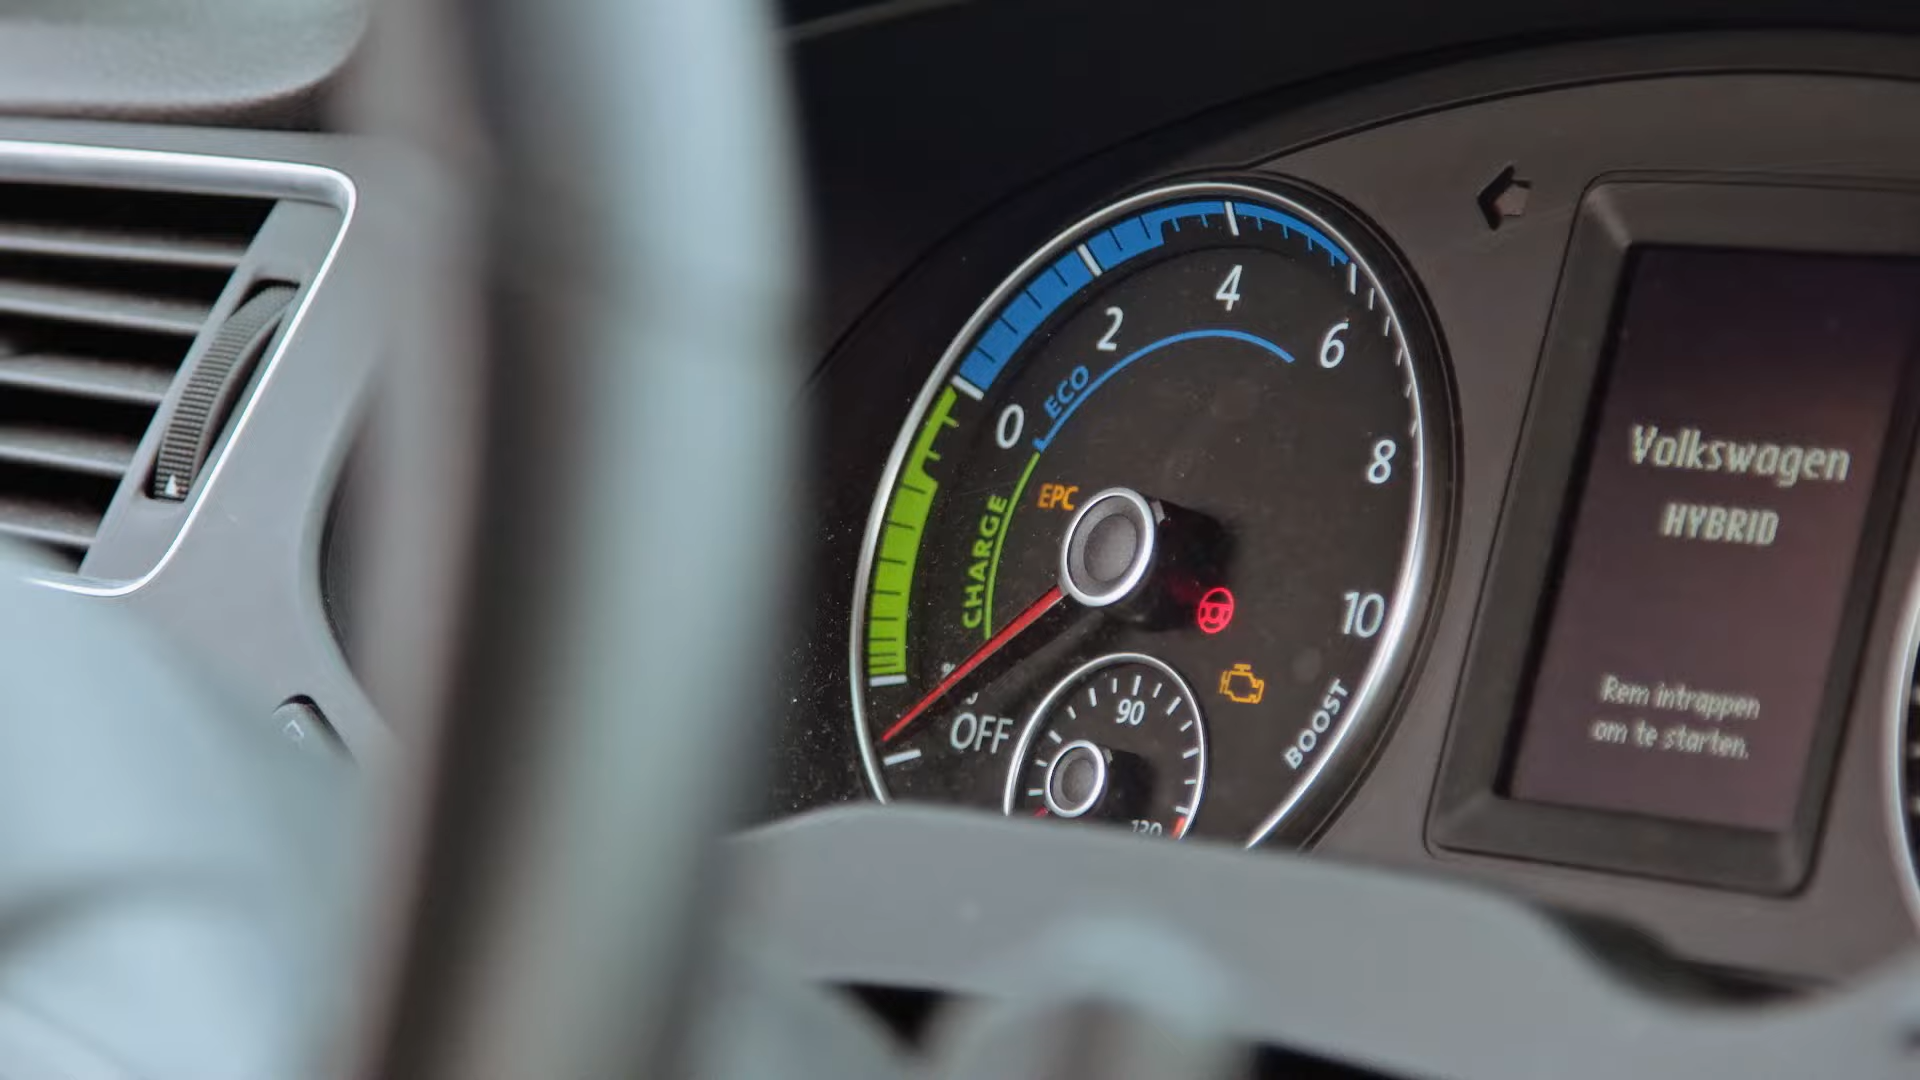 4
2
6
ECO
0
8
EPC
CHARGE
10
%
OFF
90
BOOST
130
Volkswagen
HYBRID
Rem intrappen
om te starten.